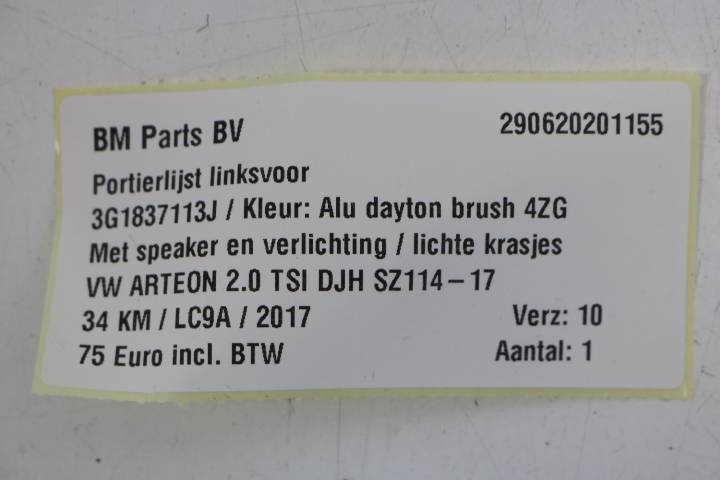 BM Parts BV 290620201155
Portierlijst linksvoor
3G1837113J / Kleur: Alu dayton brush 4ZG
Met speaker en verlichting / lichte krasjes
VW ARTEON 2.0 TSI DJH SZ114-17
34 KM / LC9A / 2017 Verz: 10
75 Euro incl. BTW Aantal: 1